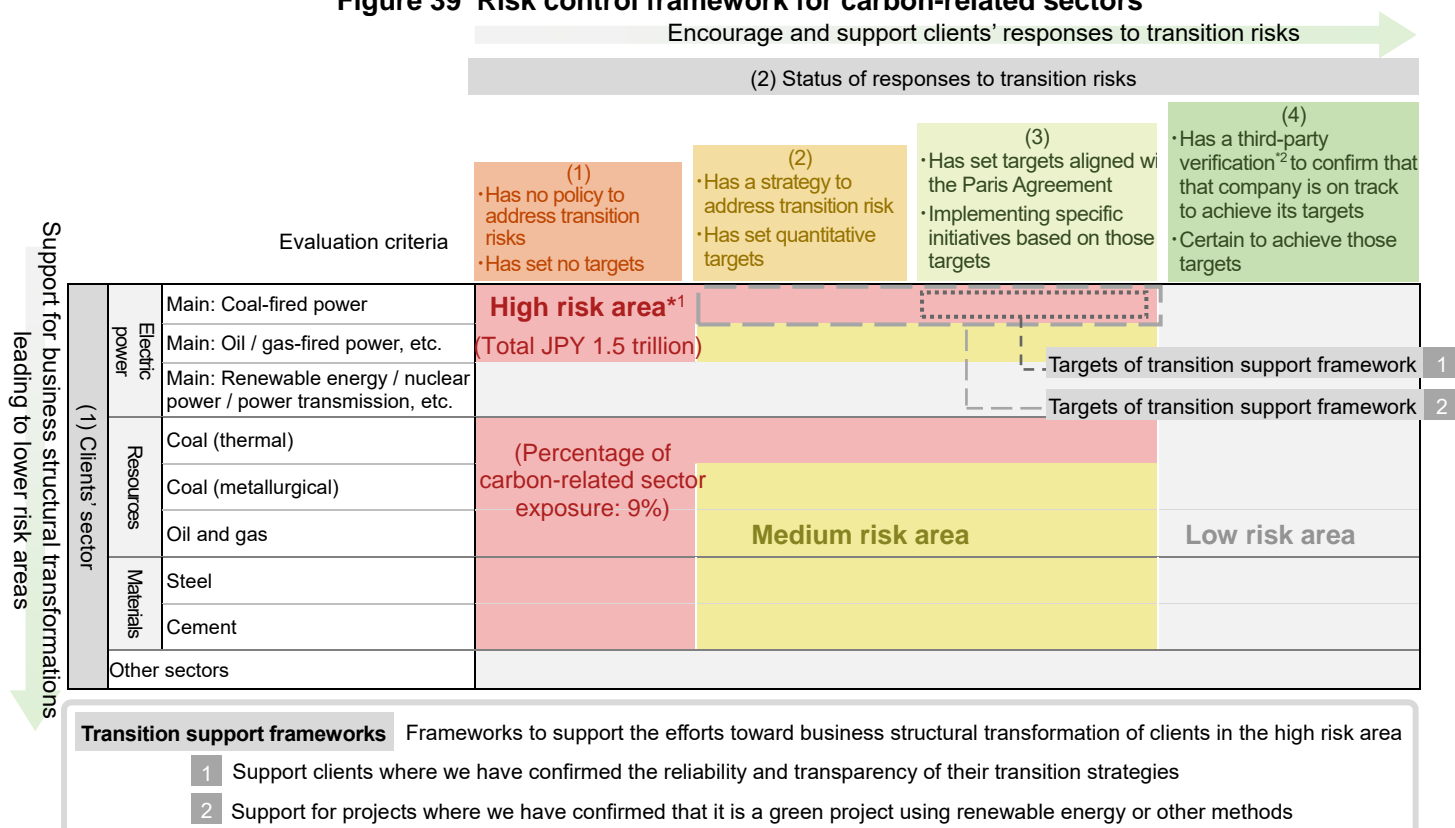 Figure 39 Risk control framework for carbon-related sectors
Encourage and support clients' responses to transition risks
(2) Status of responses to transition risks
(1)
・Has no policy to
address transition
risks
・Has set no targets
(2)
・Has a strategy to
address transition risk
・Has set quantitative
targets
(3)
・Has set targets aligned wi
the Paris Agreement
・Implementing specific
initiatives based on those
targets
(4)
・Has a third-party
verification*2 to confirm that
that company is on track
to achieve its targets
・Certain to achieve those
targets
Evaluation criteria
Support for business structural transformations
leading to lower risk areas
(1) Clients' sector
Electric
power
Main: Coal-fired power
Main: Oil / gas-fired power, etc.
Main: Renewable energy / nuclear
power / power transmission, etc.
Resources
Coal (thermal)
Coal (metallurgical)
Oil and gas
Materials
Steel
Cement
Other sectors
High risk area*1
(Total JPY 1.5 trillion)
(Percentage of
carbon-related sector
exposure: 9%)
Medium risk area
Low risk area
Targets of transition support framework 1
Targets of transition support framework 2
Transition support frameworks Frameworks to support the efforts toward business structural transformation of clients in the high risk area
1 Support clients where we have confirmed the reliability and transparency of their transition strategies
2 Support for projects where we have confirmed that it is a green project using renewable energy or other methods